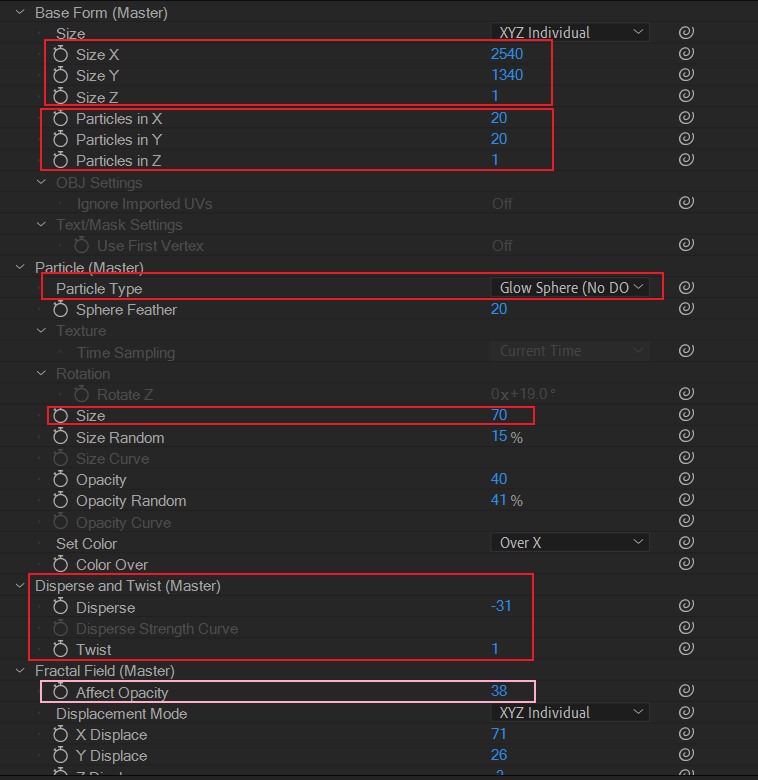 Base Form (Master)
Size XYZ Individual
Size X 2540
Size Y 1340
Size Z 1
Particles in X 20
Particles in Y 20
Particles in Z 1
OBJ Settings
Ignore Imported UVs Off
Text/Mask Settings
Use First Vertex Off
Particle (Master)
Particle Type Glow Sphere (No DO
Sphere Feather 20
Texture
Time Sampling Current Time
Rotation
Rotate Z 0x+19.0°
Size 70
Size Random 15 %
Size Curve
Opacity 40
Opacity Random 41 %
Opacity Curve
Set Color Over X
Color Over
Disperse and Twist (Master)
Disperse -31
Disperse Strength Curve
Twist 1
Fractal Field (Master)
Affect Opacity 38
Displacement Mode XYZ Individual
X Displace 71
Y Displace 26